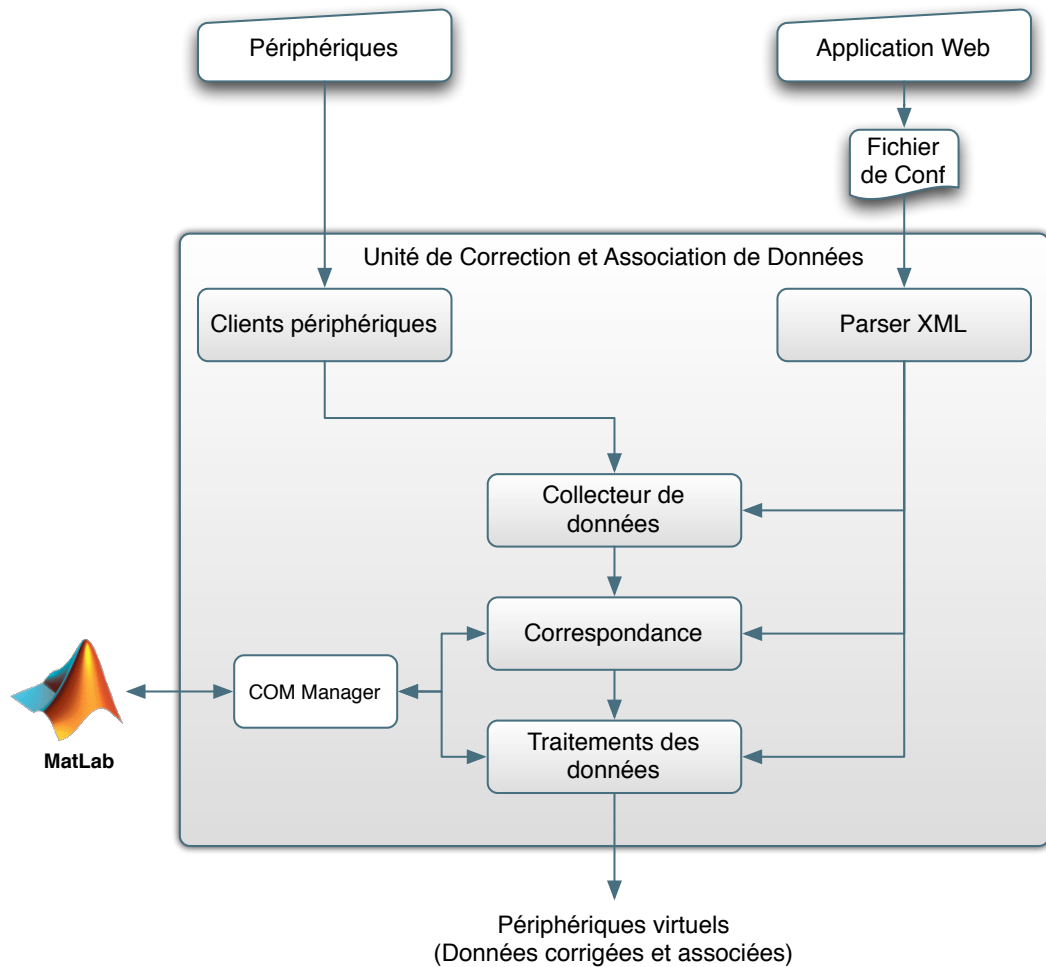 Périphériques
Application Web
Fichier
de Conf
Unité de Correction et Association de Données
Clients périphériques
Parser XML
Collecteur de
données
Correspondance
COM Manager
MatLab
Traitements des
données
Périphériques virtuels
(Données corrigées et associées)